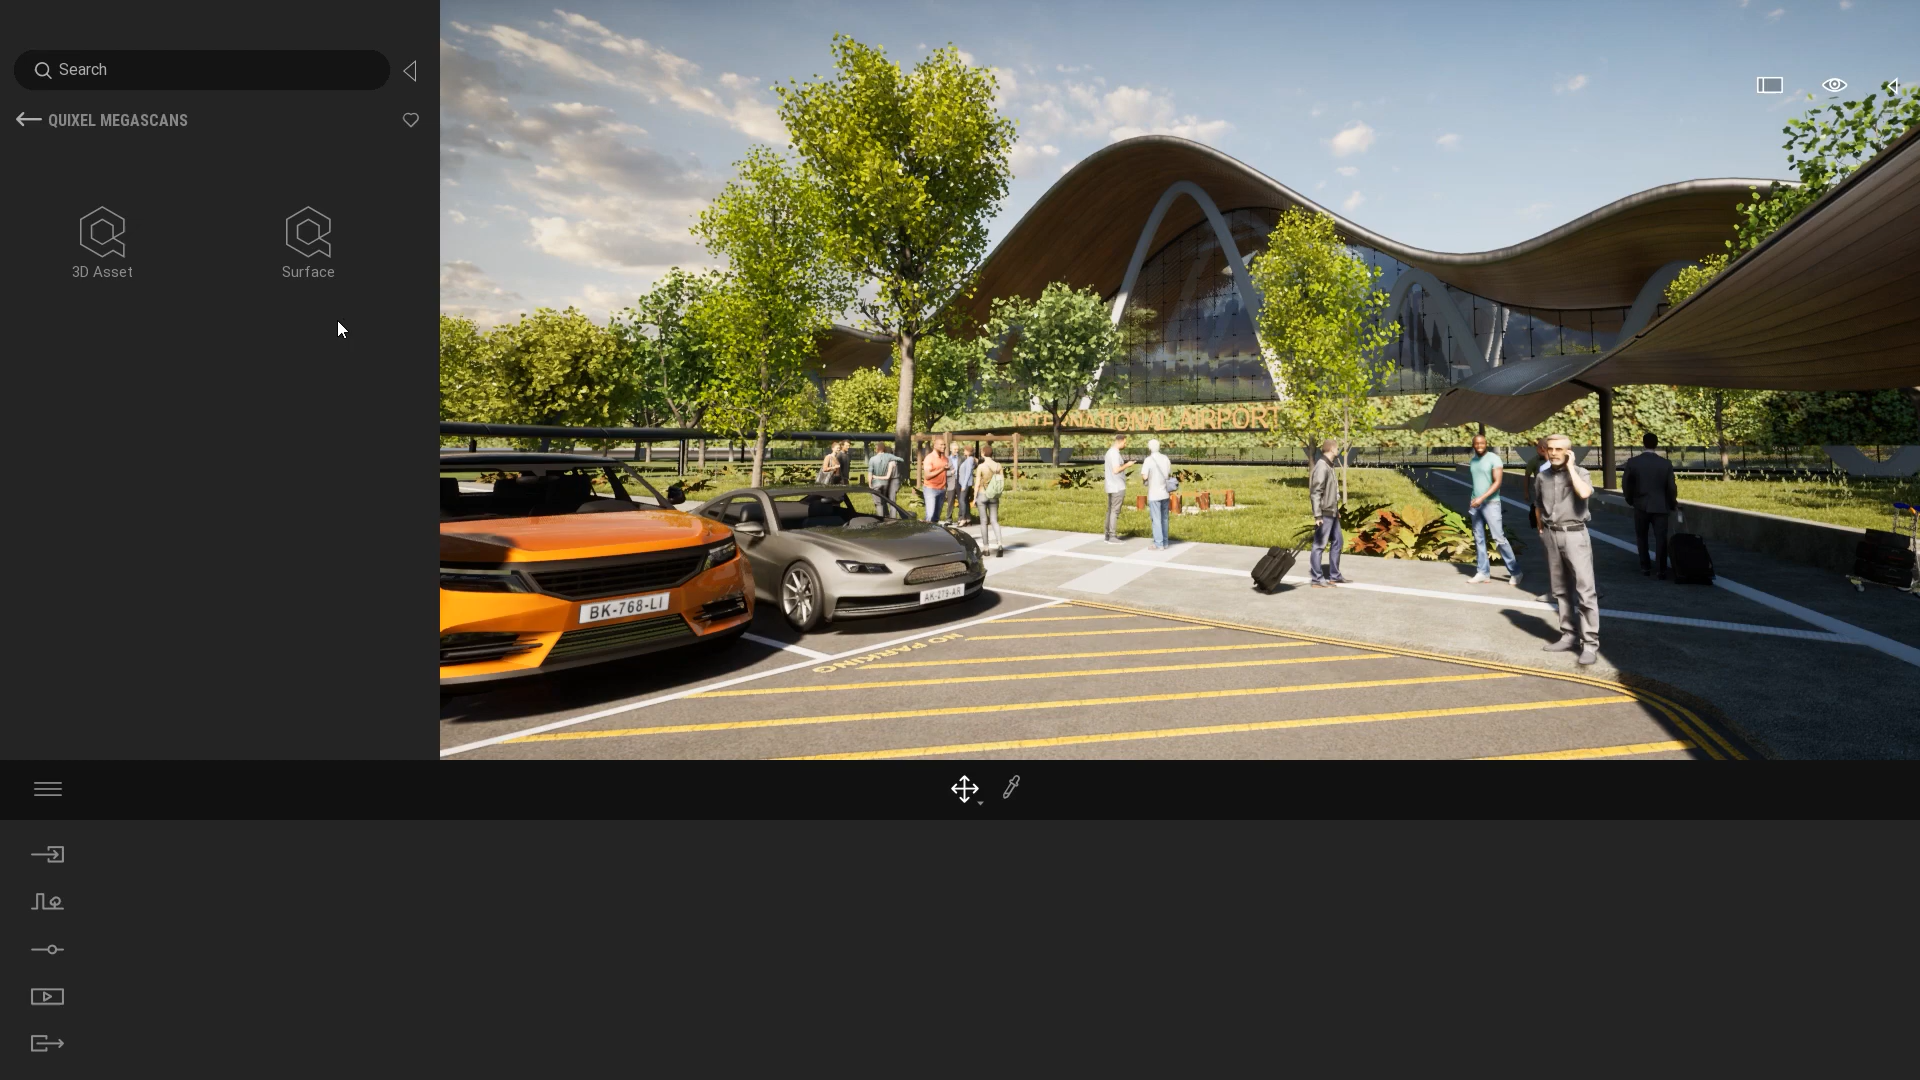 Search
QUIXEL MEGASCANS
3D Asset
Surface
INTERNATIONAL AIRPORT
BK-768-LI
AK-279-AR
NO PARKING